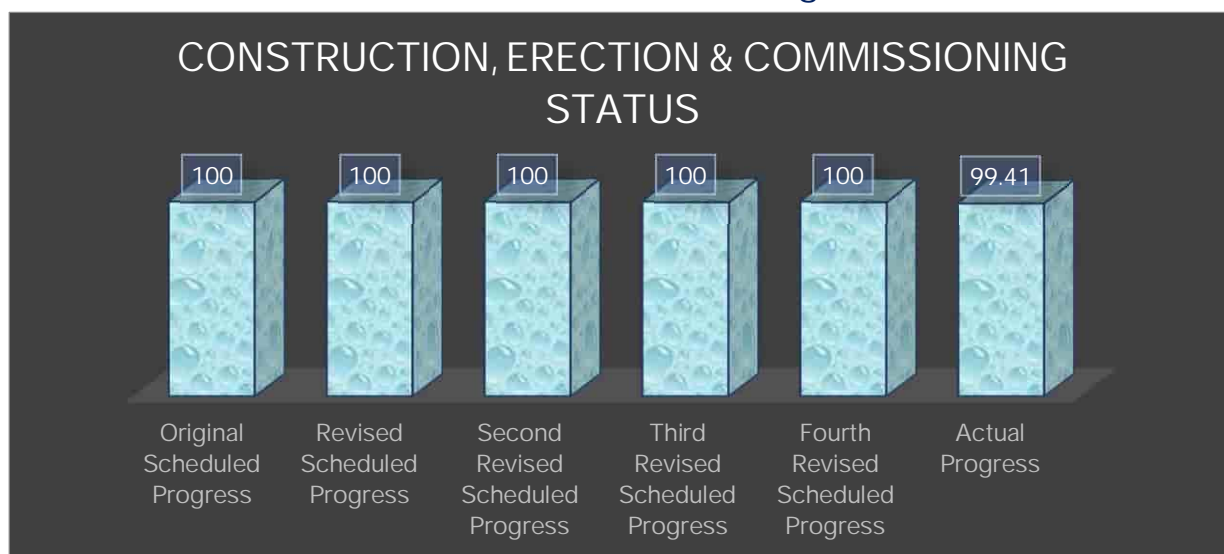 CONSTRUCTION, ERECTION & COMMISSIONING
STATUS
100 100 100 100 100 99.41
Original Scheduled Progress
Revised Scheduled Progress
Second Revised Scheduled Progress
Third Revised Scheduled Progress
Fourth Revised Scheduled Progress
Actual Progress